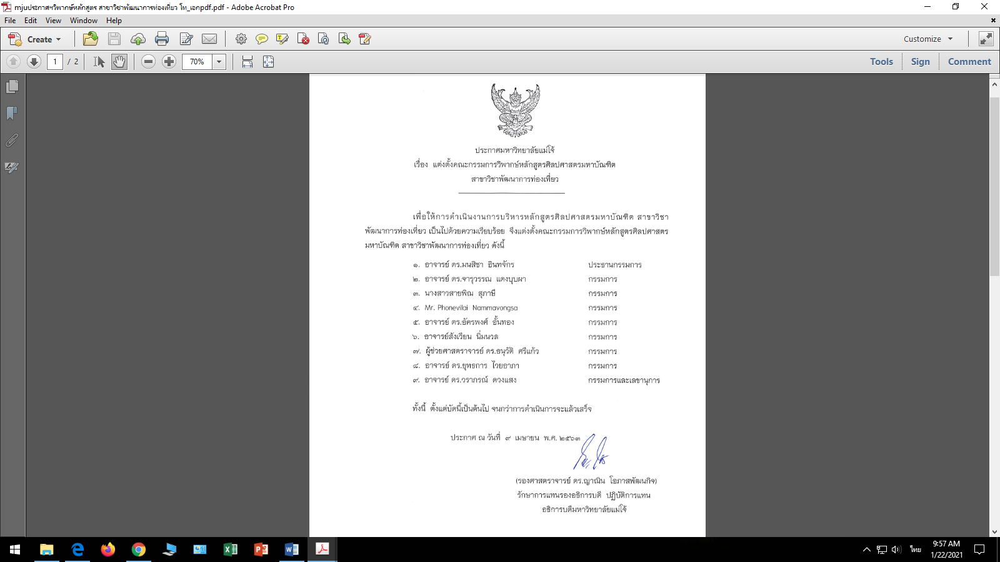 mjuประกาศฯวิพากษ์หลักสูตร สาขาวิชาพัฒนาการท่องเที่ยว โท_เอกpdf.pdf - Adobe Acrobat Pro
File Edit View Window Help
Create Customize
1 / 2 70% Tools Sign Comment
ประกาศมหาวิทยาลัยแม่โจ้
เรื่อง แต่งตั้งคณะกรรมการวิพากษ์หลักสูตรศิลปศาสตรมหาบัณฑิต
สาขาวิชาพัฒนาการท่องเที่ยว
เพื่อให้การดำเนินงานการบริหารหลักสูตรศิลปศาสตรมหาบัณฑิต สาขาวิชา
พัฒนาการท่องเที่ยว เป็นไปด้วยความเรียบร้อย จึงแต่งตั้งคณะกรรมการวิพากษ์หลักสูตรศิลปศาสตร
มหาบัณฑิต สาขาวิชาพัฒนาการท่องเที่ยว ดังนี้
๑. อาจารย์ ดร.มนสิชา อินทจักร ประธานกรรมการ
๒. อาจารย์ ดร.จารุวรรณ แดงบุบผา กรรมการ
๓. นางสาวสายพิณ สุภาษี กรรมการ
๔. Mr. Phonevilai Nammavongsa กรรมการ
๕. อาจารย์ ดร.อัครพงศ์ อั้นทอง กรรมการ
๖. อาจารย์สังเวียน นิ่มนวล กรรมการ
๗. ผู้ช่วยศาสตราจารย์ ดร.อนุวัติ ศรีแก้ว กรรมการ
๘. อาจารย์ ดร.ยุทธการ ไวยอาภา กรรมการ
๙. อาจารย์ ดร.วราภรณ์ ดวงแสง กรรมการและเลขานุการ
ทั้งนี้ ตั้งแต่บัดนี้เป็นต้นไป จนกว่าการดำเนินการจะแล้วเสร็จ
ประกาศ ณ วันที่ ๙ เมษายน พ.ศ. ๒๕๖๓
(รองศาสตราจารย์ ดร.ญาณิน โอภาสพัฒนกิจ)
รักษาการแทนรองอธิการบดี ปฏิบัติการแทน
อธิการบดีมหาวิทยาลัยแม่โจ้
ไทย 9:57 AM
1/22/2021